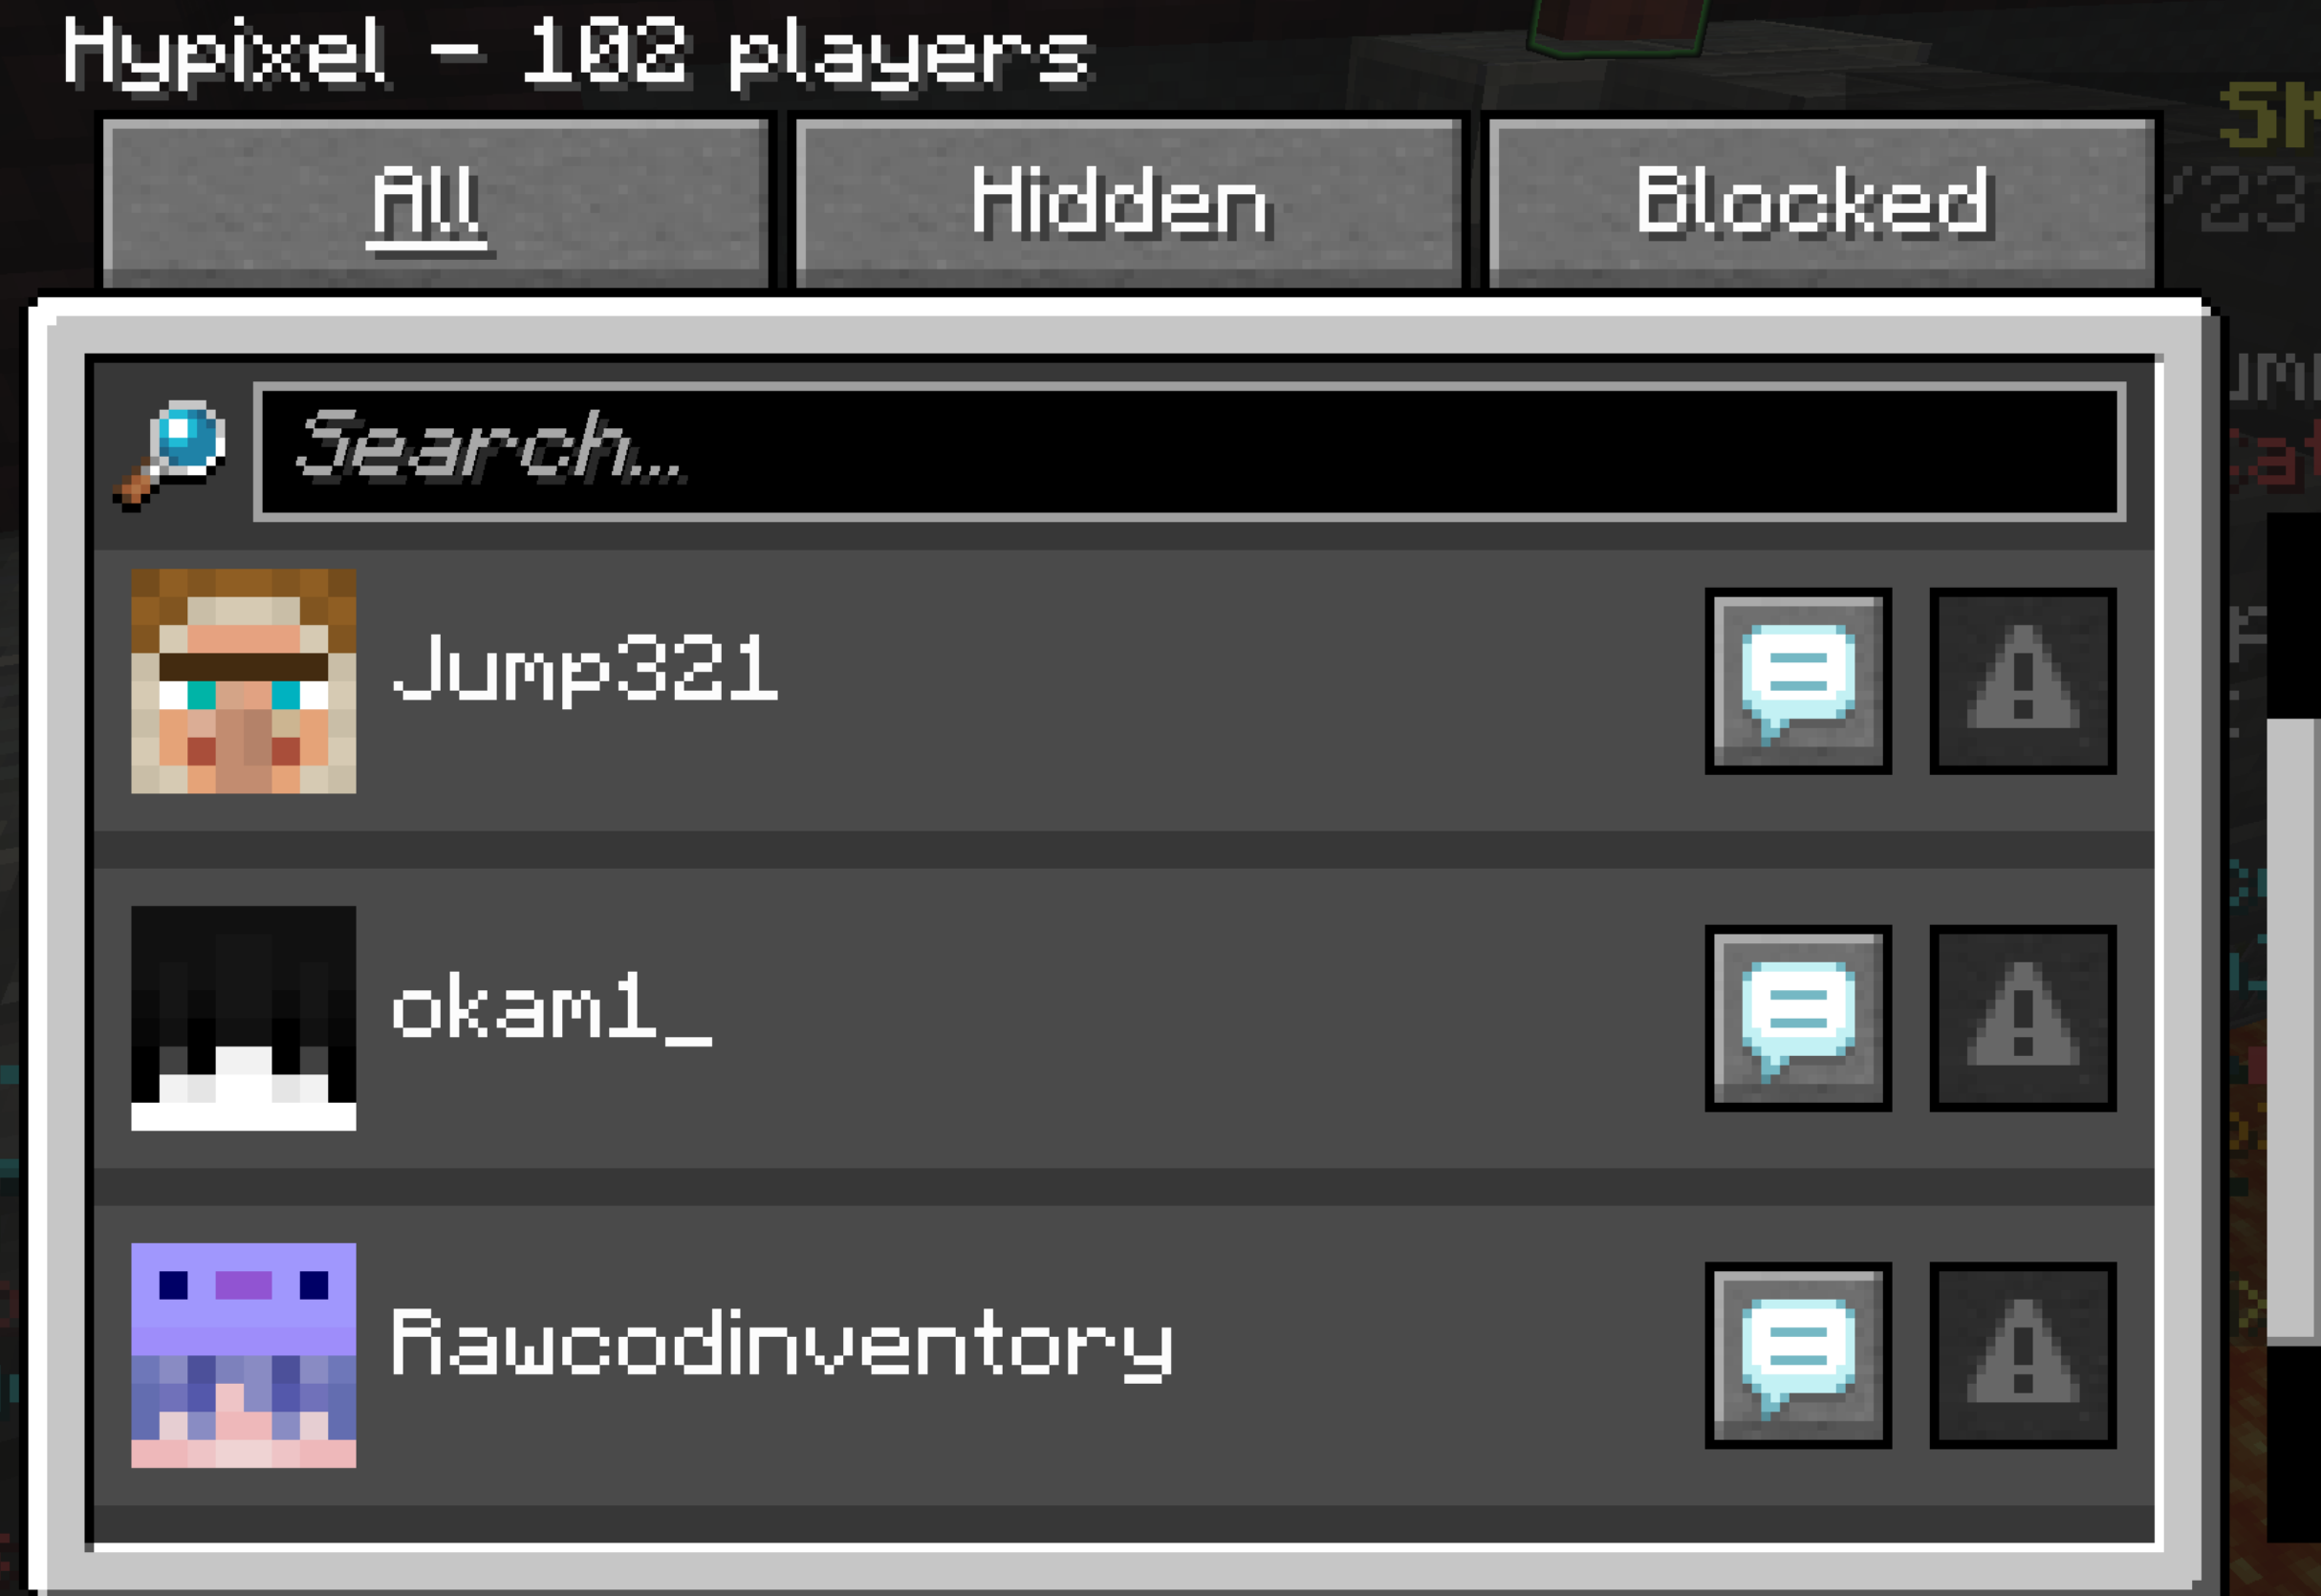 Hypixel - 102 players
All
Hidden
Blocked
Search...
Jump321
okam1_
Rawcodinventory